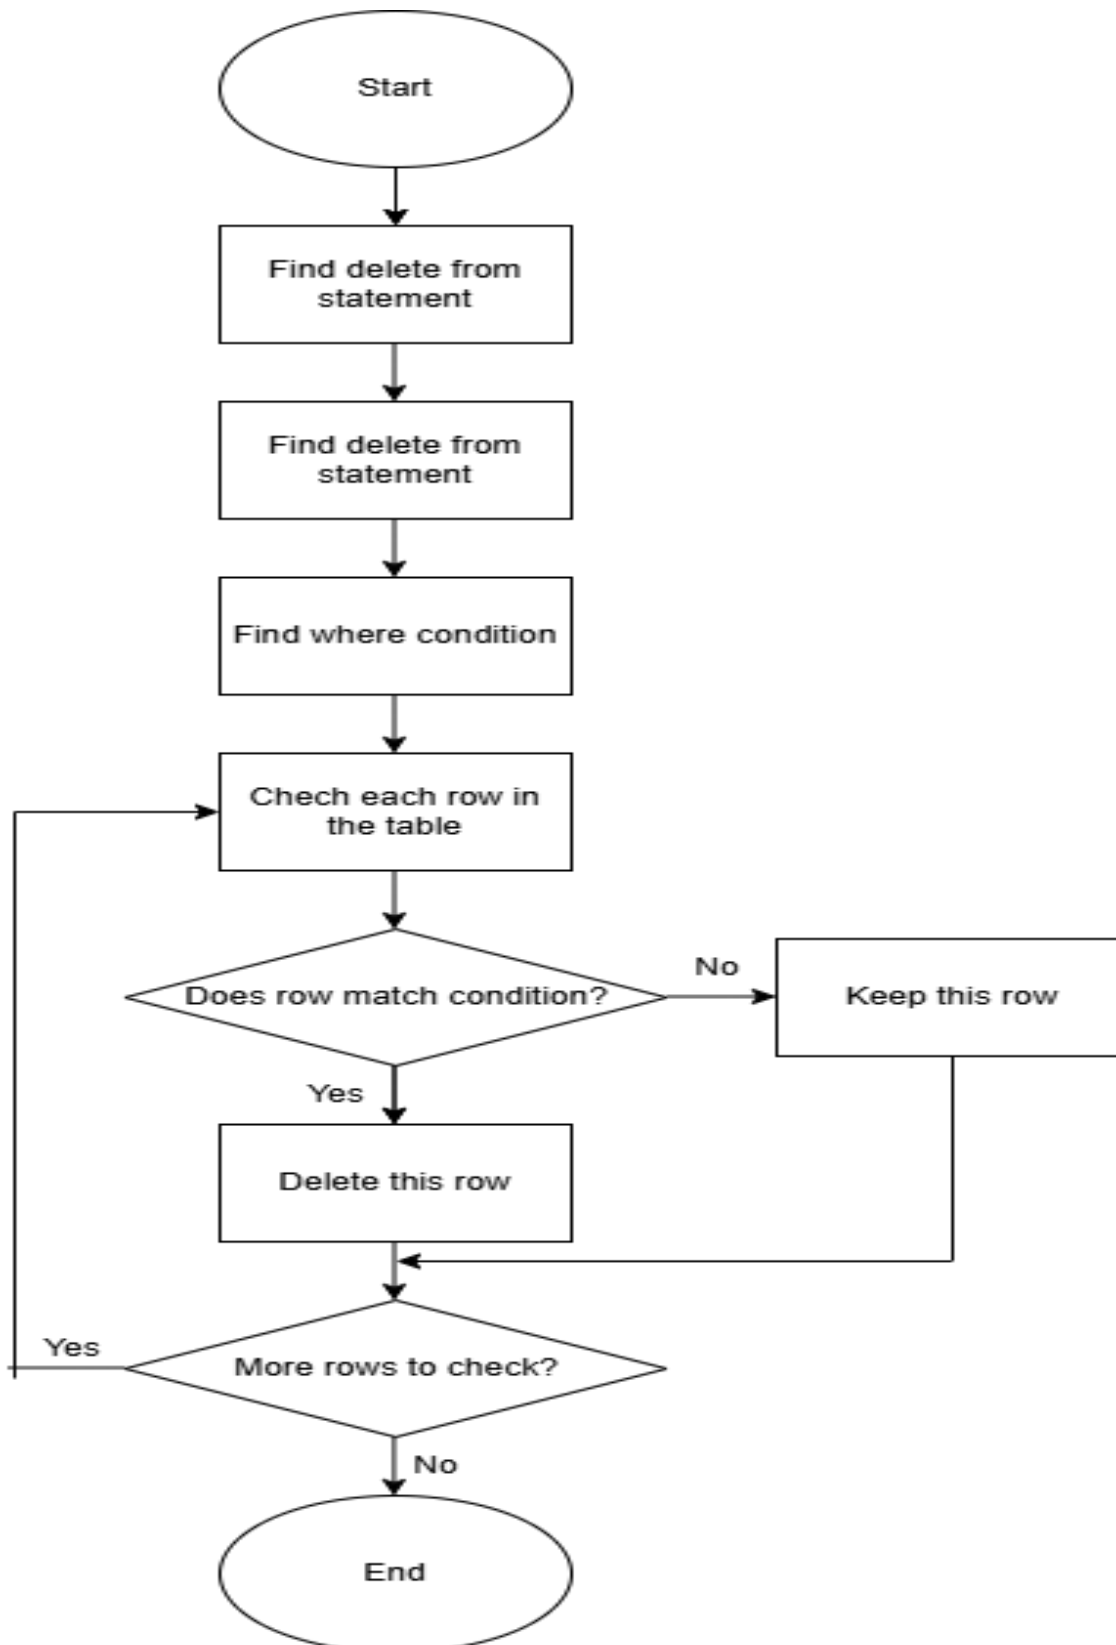 Start
Find delete from
statement
Find delete from
statement
Find where condition
Chech each row in
the table
Does row match condition?
No
Keep this row
Yes
Delete this row
Yes
More rows to check?
No
End